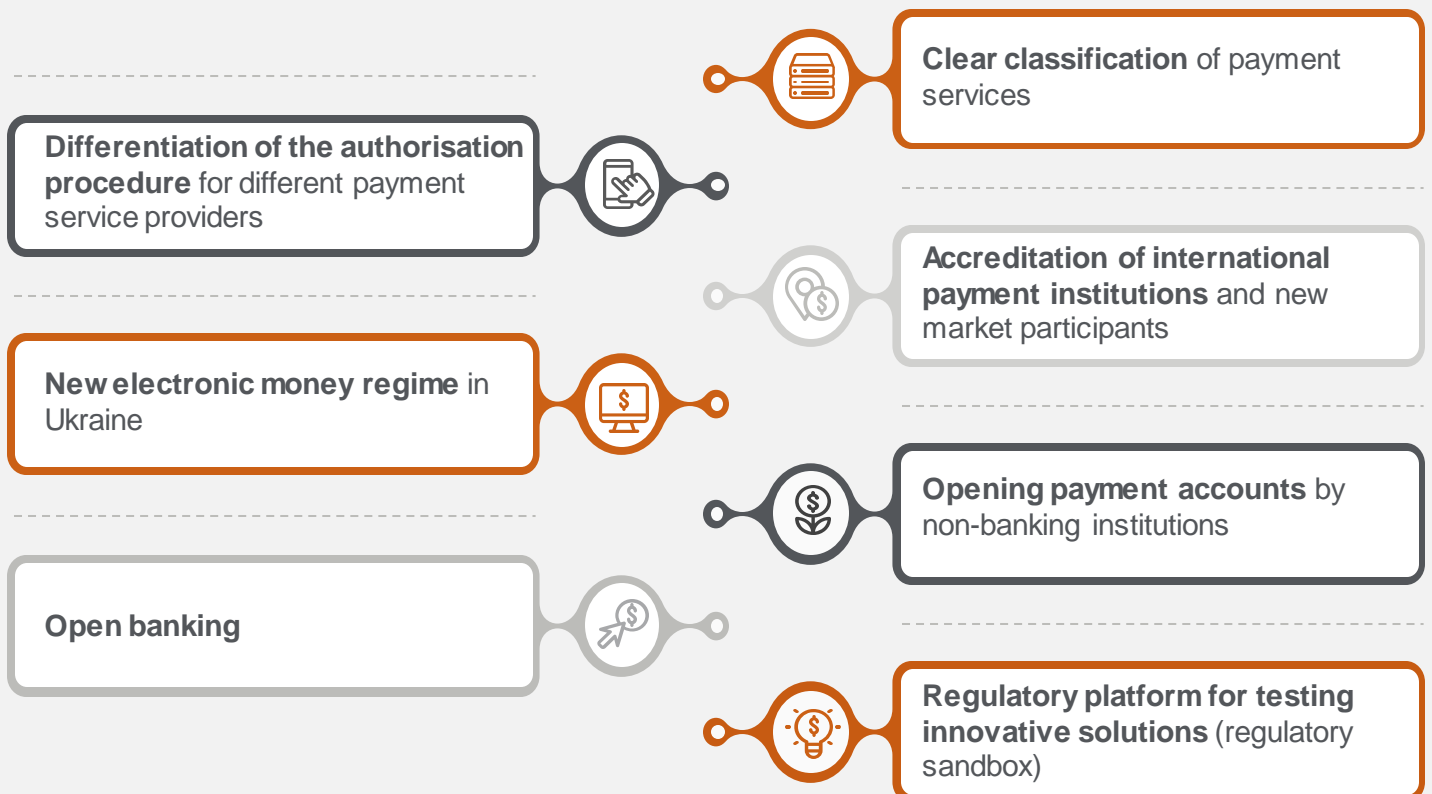 Clear classification of payment
services
Differentiation of the authorisation
procedure for different payment
service providers
Accreditation of international
payment institutions and new
market participants
New electronic money regime in
Ukraine
Opening payment accounts by
non-banking institutions
Open banking
Regulatory platform for testing
innovative solutions (regulatory
sandbox)